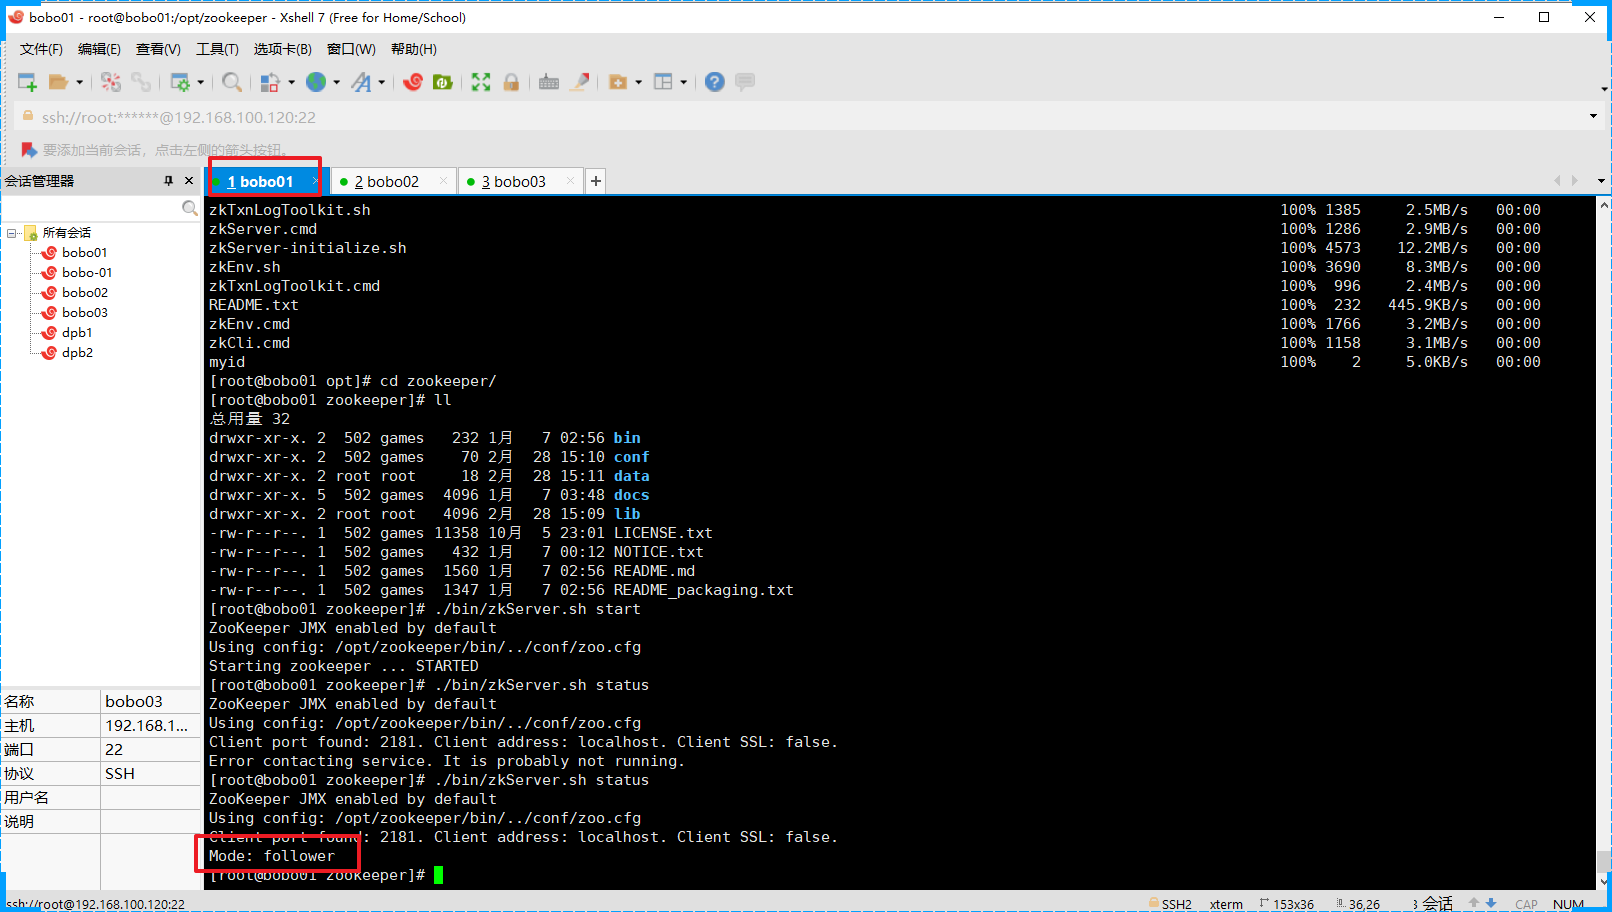 bobo01 - root@bobo01:/opt/zookeeper - Xshell 7 (Free for Home/School)
文件(F) 编辑(E) 查看(V) 工具(T) 选项卡(B) 窗口(W) 帮助(H)
ssh://root:******@192.168.100.120:22
要添加当前会话，点击左侧的箭头按钮。
会话管理器
1 bobo01 2 bobo02 3 bobo03 +
所有会话
bobo01
bobo-01
bobo02
bobo03
dpb1
dpb2
名称 bobo03
主机 192.168.1...
端口 22
协议 SSH
用户名
说明
zkTxnLogToolkit.sh 100% 1385 2.5MB/s 00:00
zkServer.cmd 100% 1286 2.9MB/s 00:00
zkServer-initialize.sh 100% 4573 12.2MB/s 00:00
zkEnv.sh 100% 3690 8.3MB/s 00:00
zkTxnLogToolkit.cmd 100% 996 2.4MB/s 00:00
README.txt 100% 232 445.9KB/s 00:00
zkEnv.cmd 100% 1766 3.2MB/s 00:00
zkCli.cmd 100% 1158 3.1MB/s 00:00
myid 100% 2 5.0KB/s 00:00
[root@bobo01 opt]# cd zookeeper/
[root@bobo01 zookeeper]# ll
总用量 32
drwxr-xr-x. 2 502 games 232 1月 7 02:56 bin
drwxr-xr-x. 2 502 games 70 2月 28 15:10 conf
drwxr-xr-x. 2 root root 18 2月 28 15:11 data
drwxr-xr-x. 5 502 games 4096 1月 7 03:48 docs
drwxr-xr-x. 2 root root 4096 2月 28 15:09 lib
-rw-r--r--. 1 502 games 11358 10月 5 23:01 LICENSE.txt
-rw-r--r--. 1 502 games 432 1月 7 00:12 NOTICE.txt
-rw-r--r--. 1 502 games 1560 1月 7 02:56 README.md
-rw-r--r--. 1 502 games 1347 1月 7 02:56 README_packaging.txt
[root@bobo01 zookeeper]# ./bin/zkServer.sh start
ZooKeeper JMX enabled by default
Using config: /opt/zookeeper/bin/../conf/zoo.cfg
Starting zookeeper ... STARTED
[root@bobo01 zookeeper]# ./bin/zkServer.sh status
ZooKeeper JMX enabled by default
Using config: /opt/zookeeper/bin/../conf/zoo.cfg
Client port found: 2181. Client address: localhost. Client SSL: false.
Error contacting service. It is probably not running.
[root@bobo01 zookeeper]# ./bin/zkServer.sh status
ZooKeeper JMX enabled by default
Using config: /opt/zookeeper/bin/../conf/zoo.cfg
Client port found: 2181. Client address: localhost. Client SSL: false.
Mode: follower
[root@bobo01 zookeeper]#
ssh://root@192.168.100.120:22 SSH2 xterm 153x36 36,26 3 会话 CAP NUM